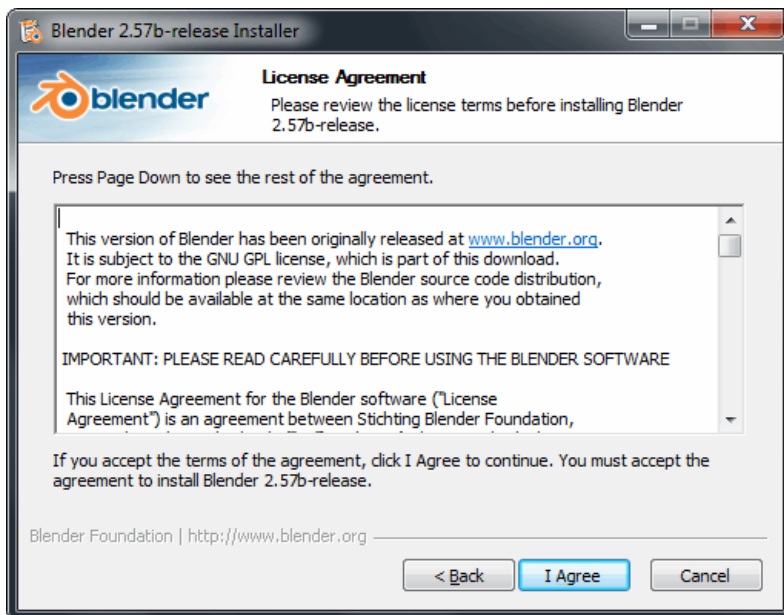 Blender 2.57b-release Installer
blender
License Agreement
Please review the license terms before installing Blender
2.57b-release.
Press Page Down to see the rest of the agreement.
This version of Blender has been originally released at www.blender.org.
It is subject to the GNU GPL license, which is part of this download.
For more information please review the Blender source code distribution,
which should be available at the same location as where you obtained
this version.
IMPORTANT: PLEASE READ CAREFULLY BEFORE USING THE BLENDER SOFTWARE
This License Agreement for the Blender software ("License
Agreement") is an agreement between Stichting Blender Foundation,
If you accept the terms of the agreement, click I Agree to continue. You must accept the
agreement to install Blender 2.57b-release.
Blender Foundation | http://www.blender.org
< Back
I Agree
Cancel